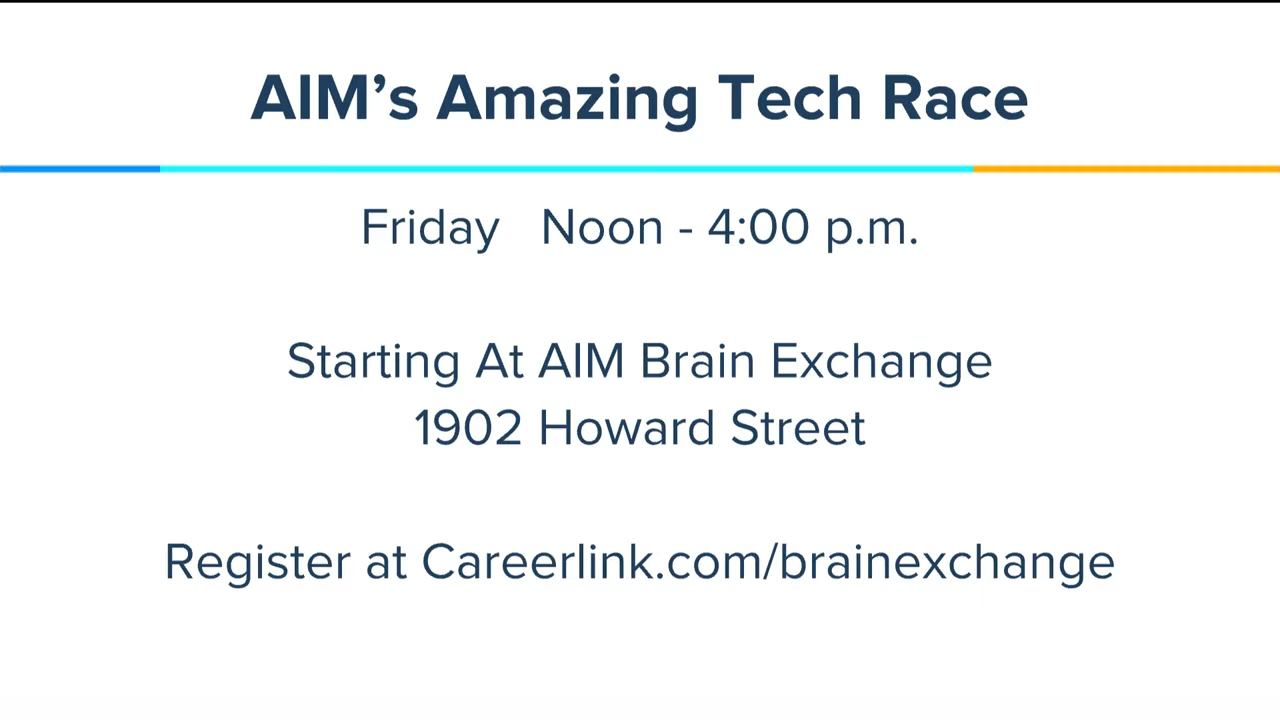 AIM’s Amazing Tech Race
Friday Noon - 4:00 p.m.
Starting At AIM Brain Exchange
1902 Howard Street
Register at Careerlink.com/brainexchange